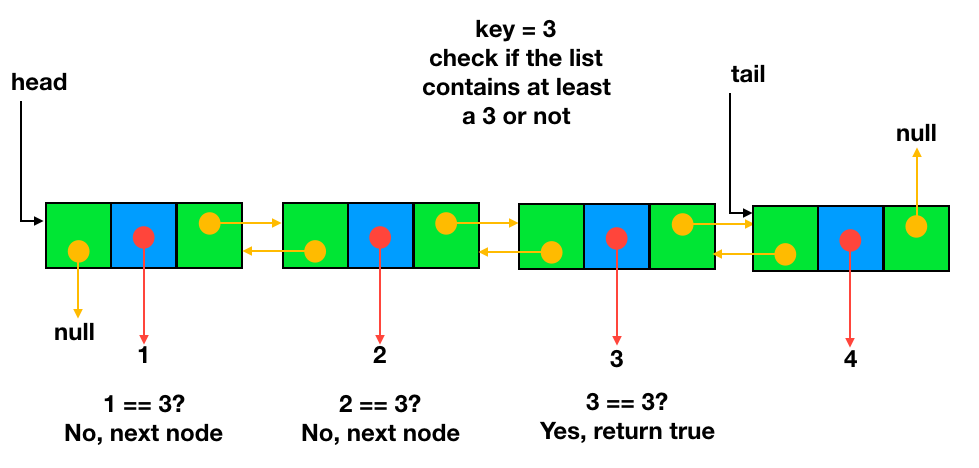 key = 3
check if the list
contains at least
a 3 or not
head
tail
null
null
1
2
3
4
1 == 3?
No, next node
2 == 3?
No, next node
3 == 3?
Yes, return true